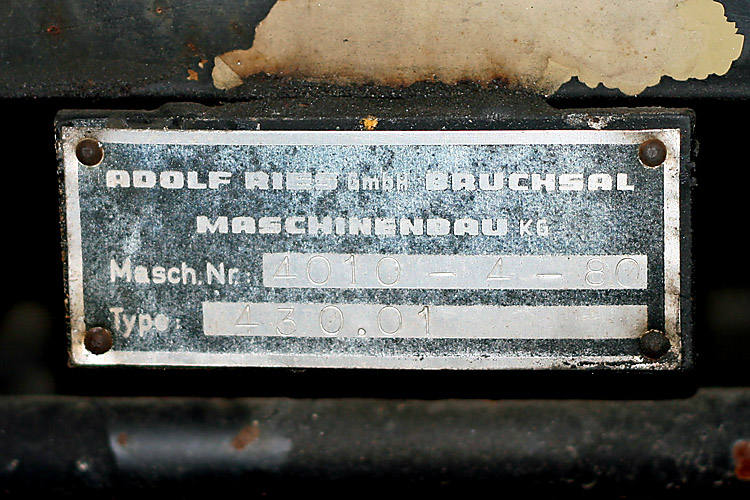 ADOLF RIES GmbH BRUCHSAL
MASCHINENBAU KG
Masch.Nr.: 4010-4-80
Type: 430.01